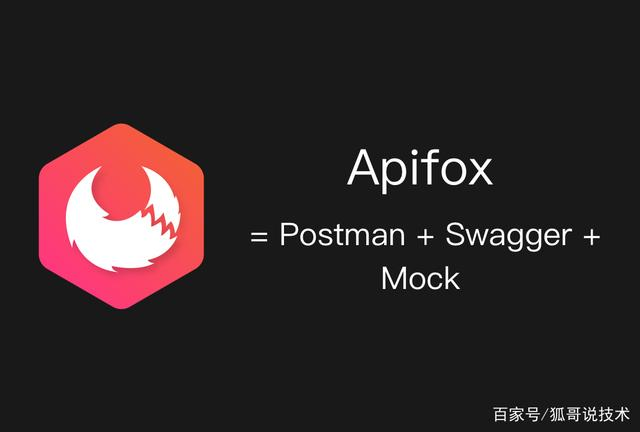 Apifox
= Postman + Swagger +
Mock
百家号/狐哥说技术